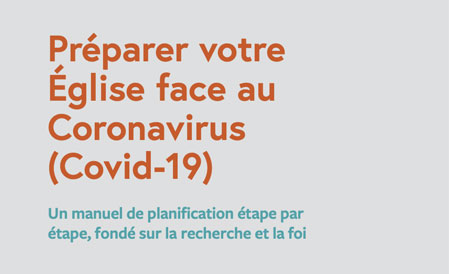 Préparer votre
Église face au
Coronavirus
(Covid-19)
Un manuel de planification étape par
étape, fondé sur la recherche et la foi